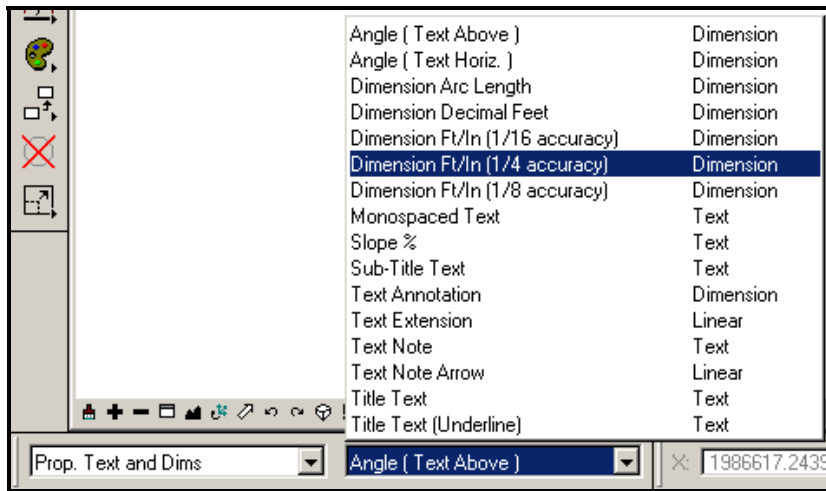 Angle ( Text Above ) Dimension
Angle ( Text Horiz. ) Dimension
Dimension Arc Length Dimension
Dimension Decimal Feet Dimension
Dimension Ft/In (1/16 accuracy) Dimension
Dimension Ft/In (1/4 accuracy) Dimension
Dimension Ft/In (1/8 accuracy) Dimension
Monospaced Text Text
Slope % Text
Sub-Title Text Text
Text Annotation Dimension
Text Extension Linear
Text Note Text
Text Note Arrow Linear
Title Text Text
Title Text (Underline) Text
Prop. Text and Dims Angle ( Text Above ) X: 1986617.2439